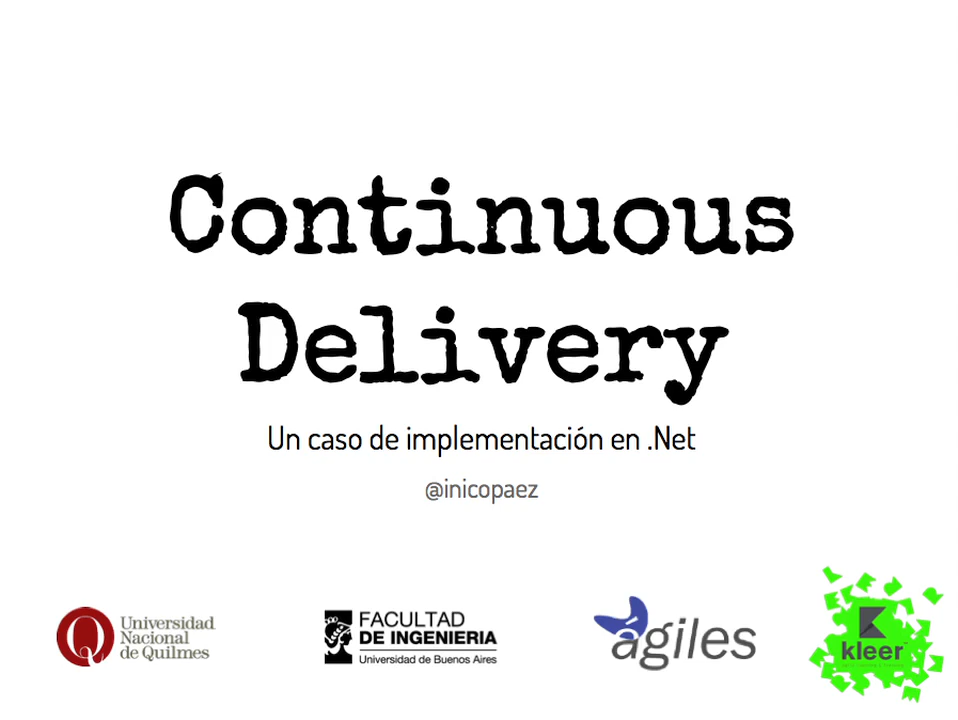 Continuous
Delivery
Un caso de implementación en .Net
@inicopaez
Universidad
Nacional
de Quilmes
FACULTAD
DE INGENIERIA
Universidad de Buenos Aires
agiles
kleer